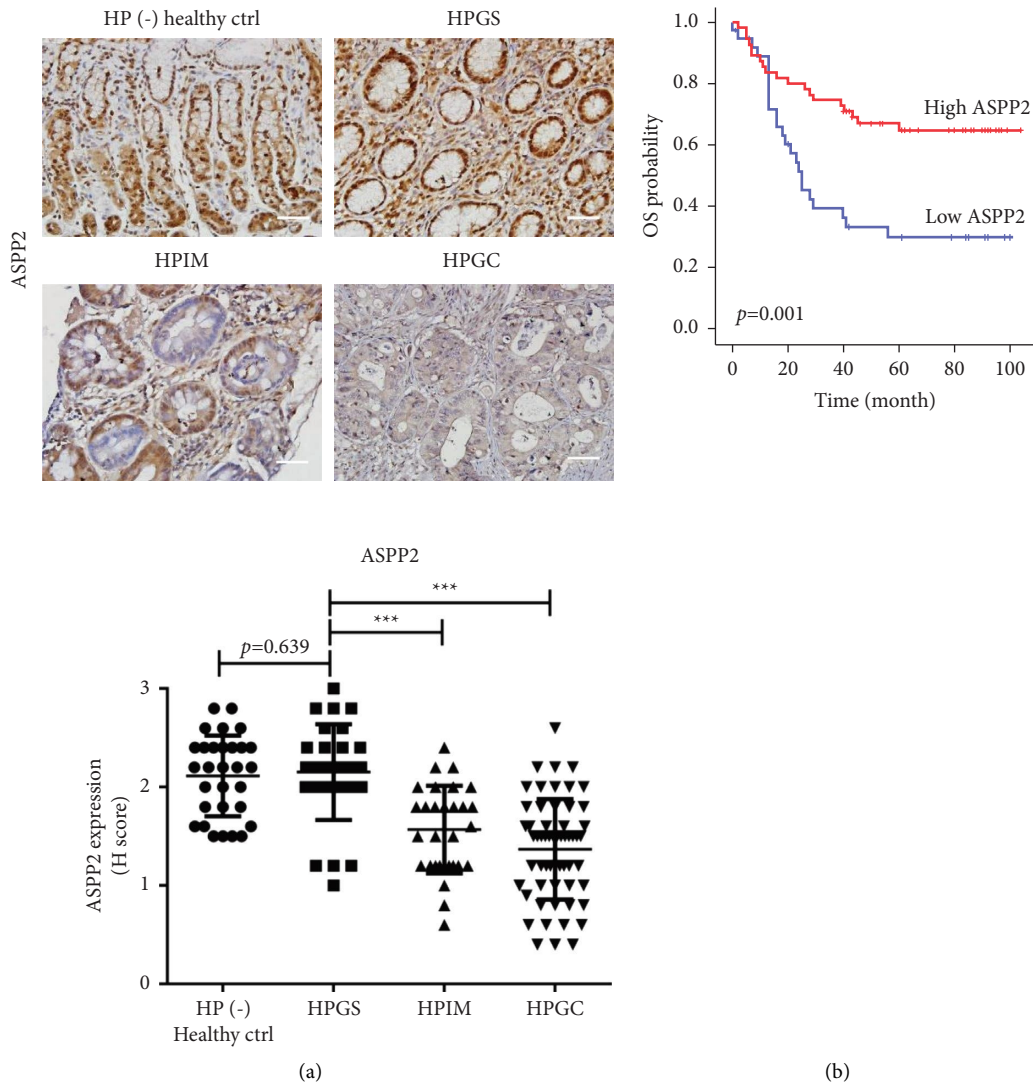 HP (-) healthy ctrl
HPGS
ASPP2
HPIM
HPGC
1.0
0.8
0.6
0.4
0.2
0.0
OS probability
High ASPP2
Low ASPP2
p=0.001
0 20 40 60 80 100
Time (month)
ASPP2
***
***
p=0.639
3
2
1
0
ASPP2 expression
(H score)
HP (-)
Healthy ctrl
HPGS
HPIM
HPGC
(a)
(b)